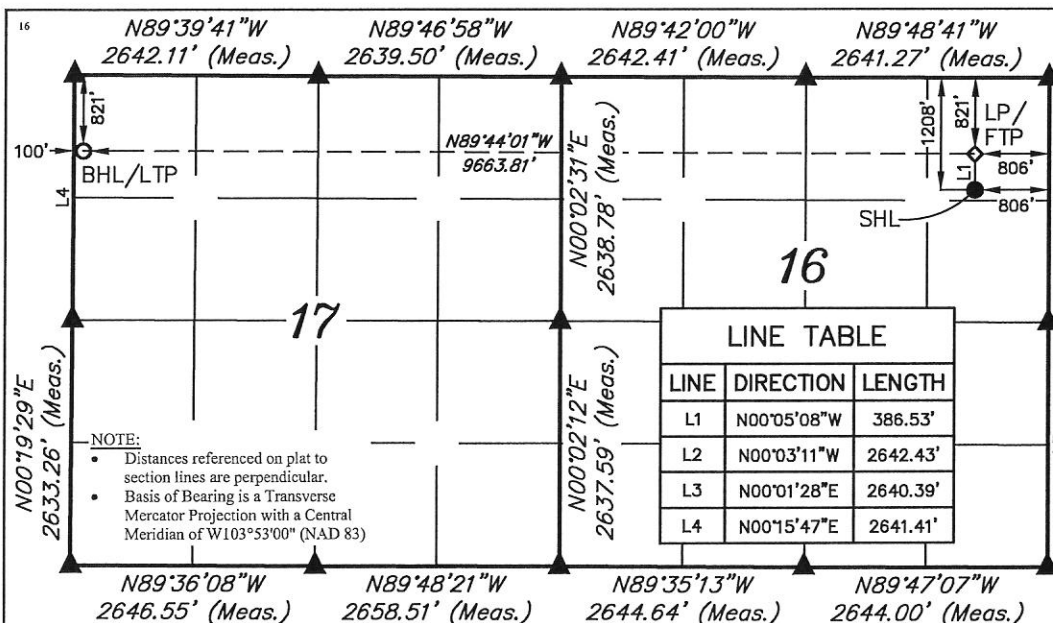 16
N89°39'41"W
2642.11' (Meas.)
N89°46'58"W
2639.50' (Meas.)
N89°42'00"W
2642.41' (Meas.)
N89°48'41"W
2641.27' (Meas.)
821'
100'
BHL/LTP
L4
N89°44'01"W
9663.81'
N00°02'31"E
2638.78' (Meas.)
1208'
821'
LP/
FTP
L1
806'
806'
SHL
16
17
N00°19'29"E
2633.26' (Meas.)
N00°02'12"E
2637.59' (Meas.)
LINE TABLE
LINE DIRECTION LENGTH
L1 N00°05'08"W 386.53'
L2 N00°03'11"W 2642.43'
L3 N00°01'28"E 2640.39'
L4 N00°15'47"E 2641.41'
NOTE:
• Distances referenced on plat to
section lines are perpendicular.
• Basis of Bearing is a Transverse
Mercator Projection with a Central
Meridian of W103°53'00" (NAD 83)
N89°36'08"W
2646.55' (Meas.)
N89°48'21"W
2658.51' (Meas.)
N89°35'13"W
2644.64' (Meas.)
N89°47'07"W
2644.00' (Meas.)